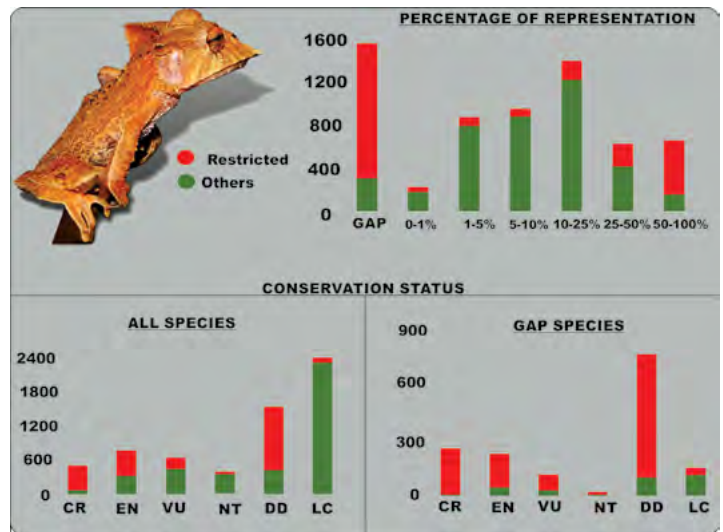 PERCENTAGE OF REPRESENTATION
1600
1200
800
400
0
Restricted
Others
GAP 0-1% 1-5% 5-10% 10-25% 25-50% 50-100%
CONSERVATION STATUS
ALL SPECIES
2400
1800
1200
600
0
CR EN VU NT DD LC
GAP SPECIES
900
600
300
0
CR EN VU NT DD LC